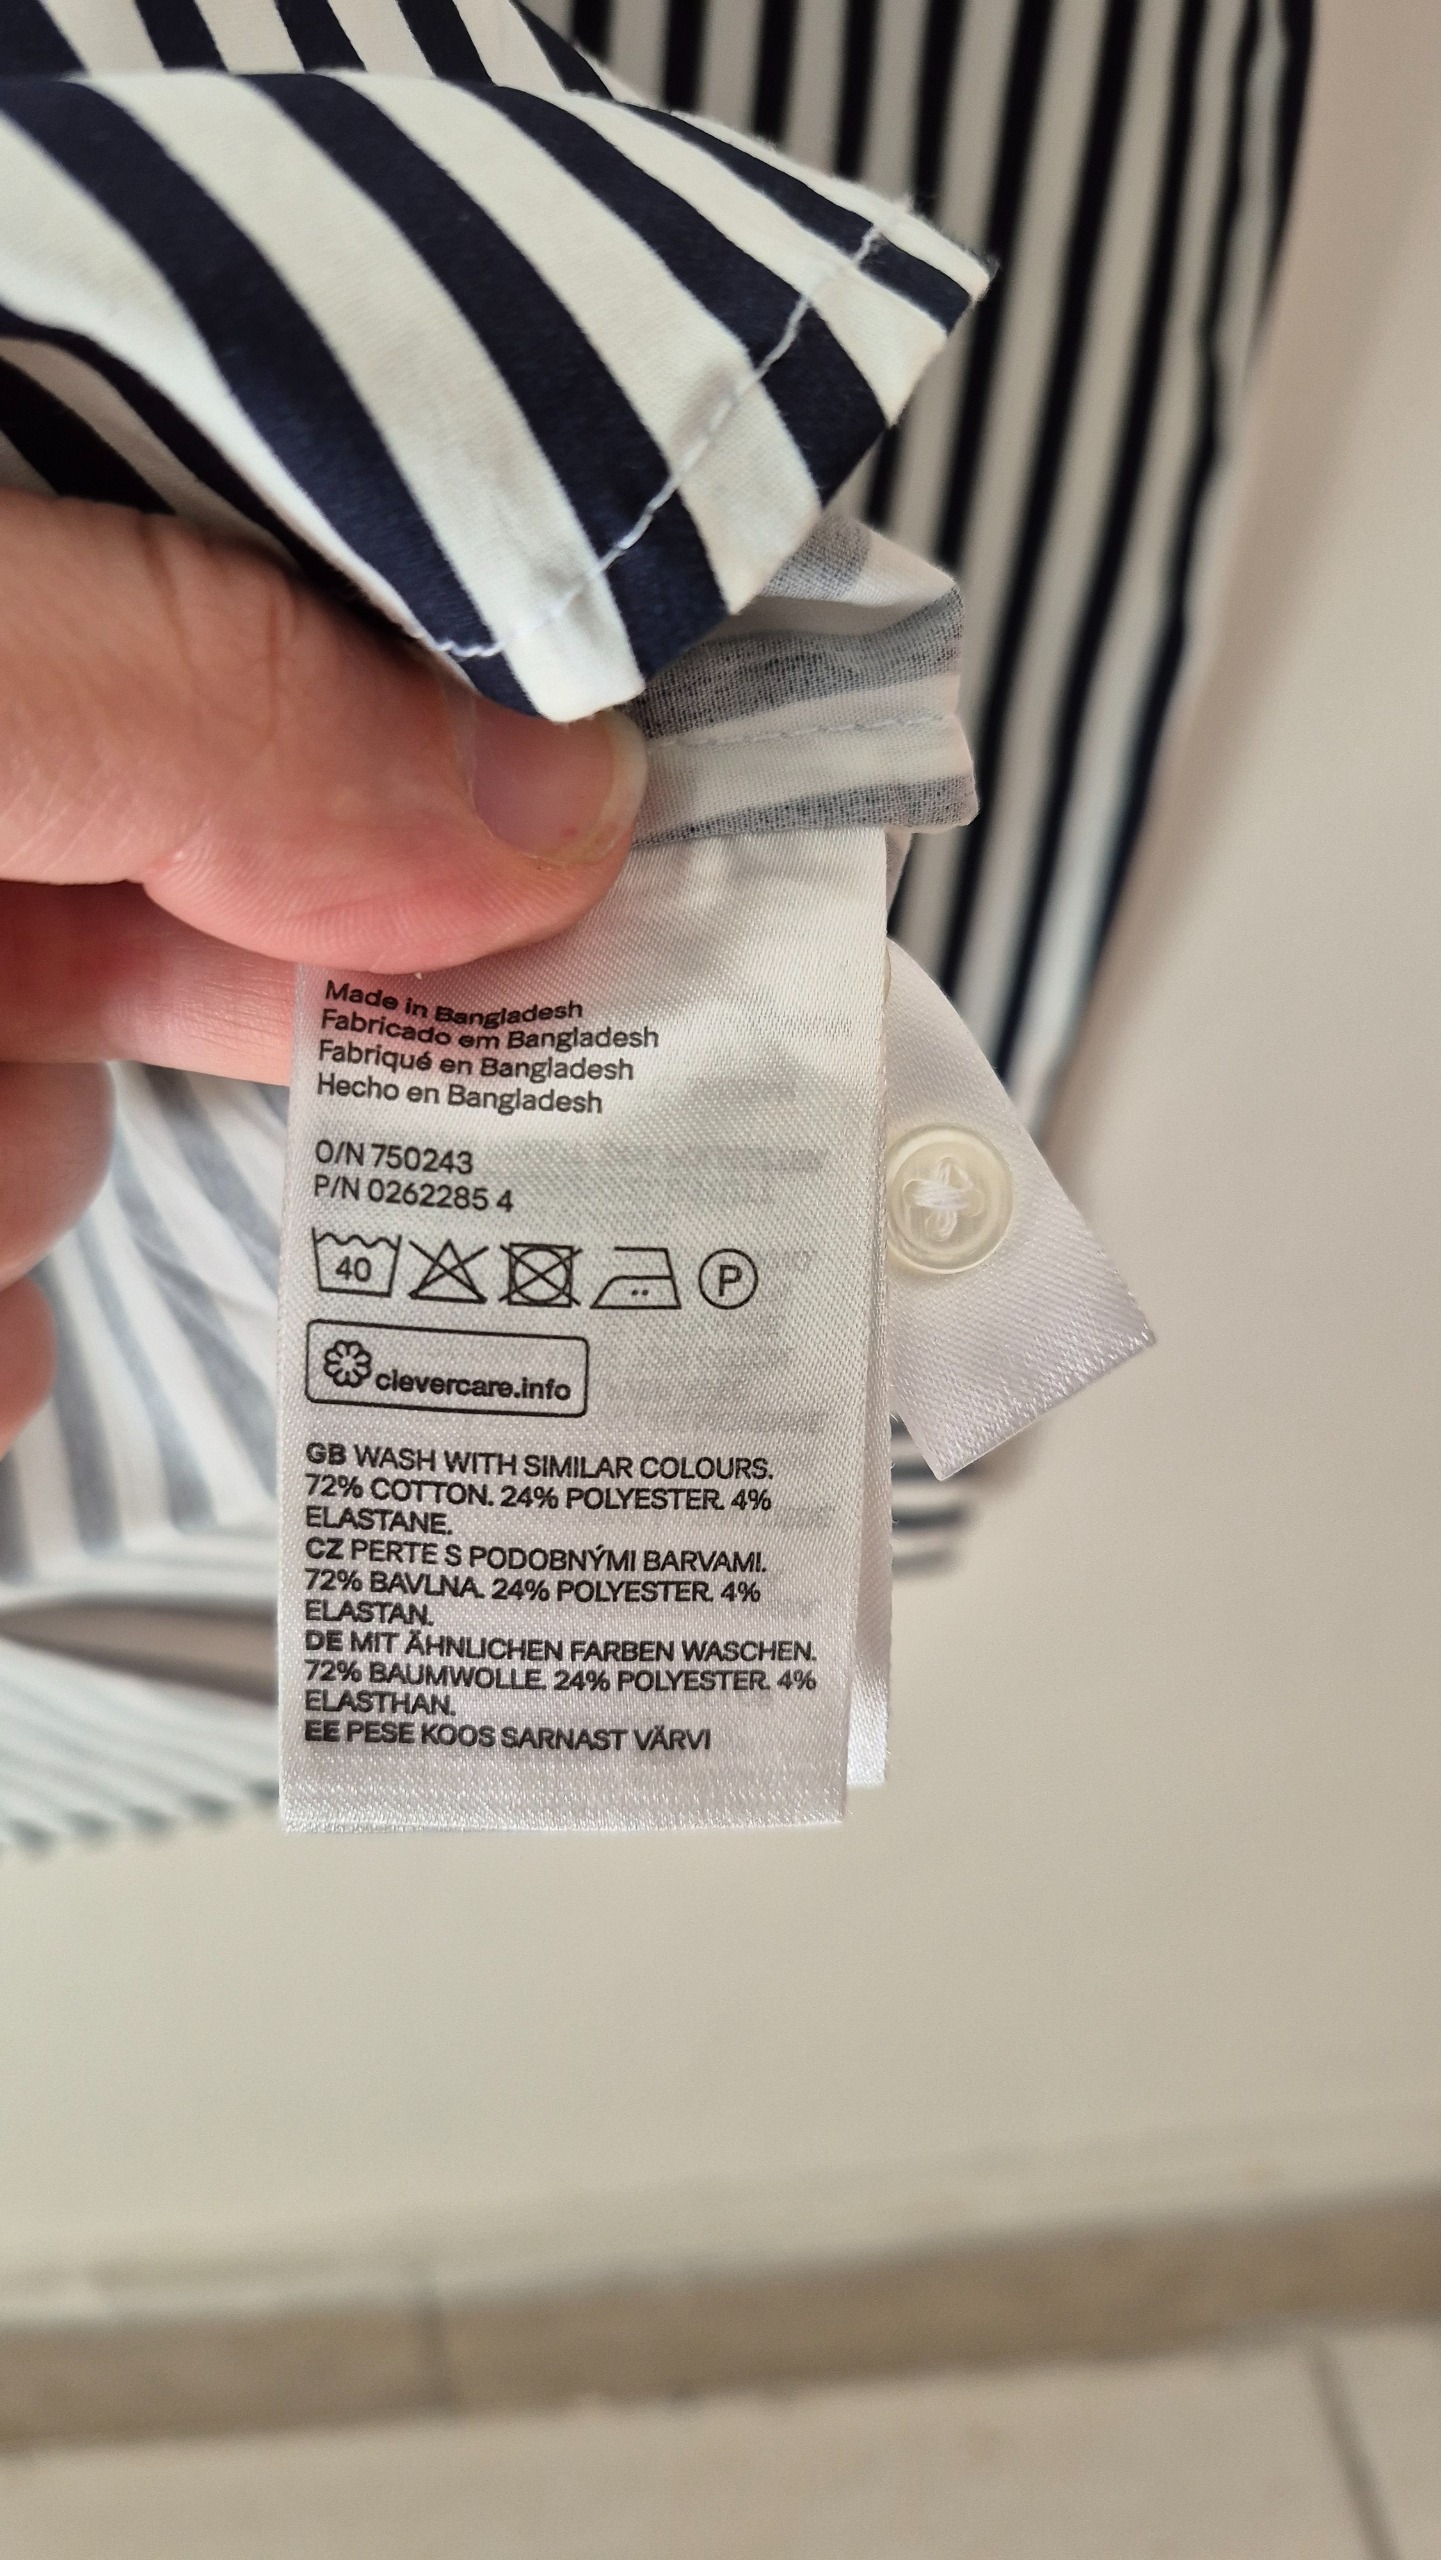 Made in Bangladesh
Fabricado em Bangladesh
Fabriqué en Bangladesh
Hecho en Bangladesh
O/N 750243
P/N 0262285 4
40
P
clevercare.info
GB WASH WITH SIMILAR COLOURS.
72% COTTON. 24% POLYESTER. 4%
ELASTANE.
CZ PERTE S PODOBNÝMI BARVAMI.
72% BAVLNA. 24% POLYESTER. 4%
ELASTAN.
DE MIT ÄHNLICHEN FARBEN WASCHEN.
72% BAUMWOLLE. 24% POLYESTER. 4%
ELASTHAN.
EE PESE KOOS SARNAST VÄRVI